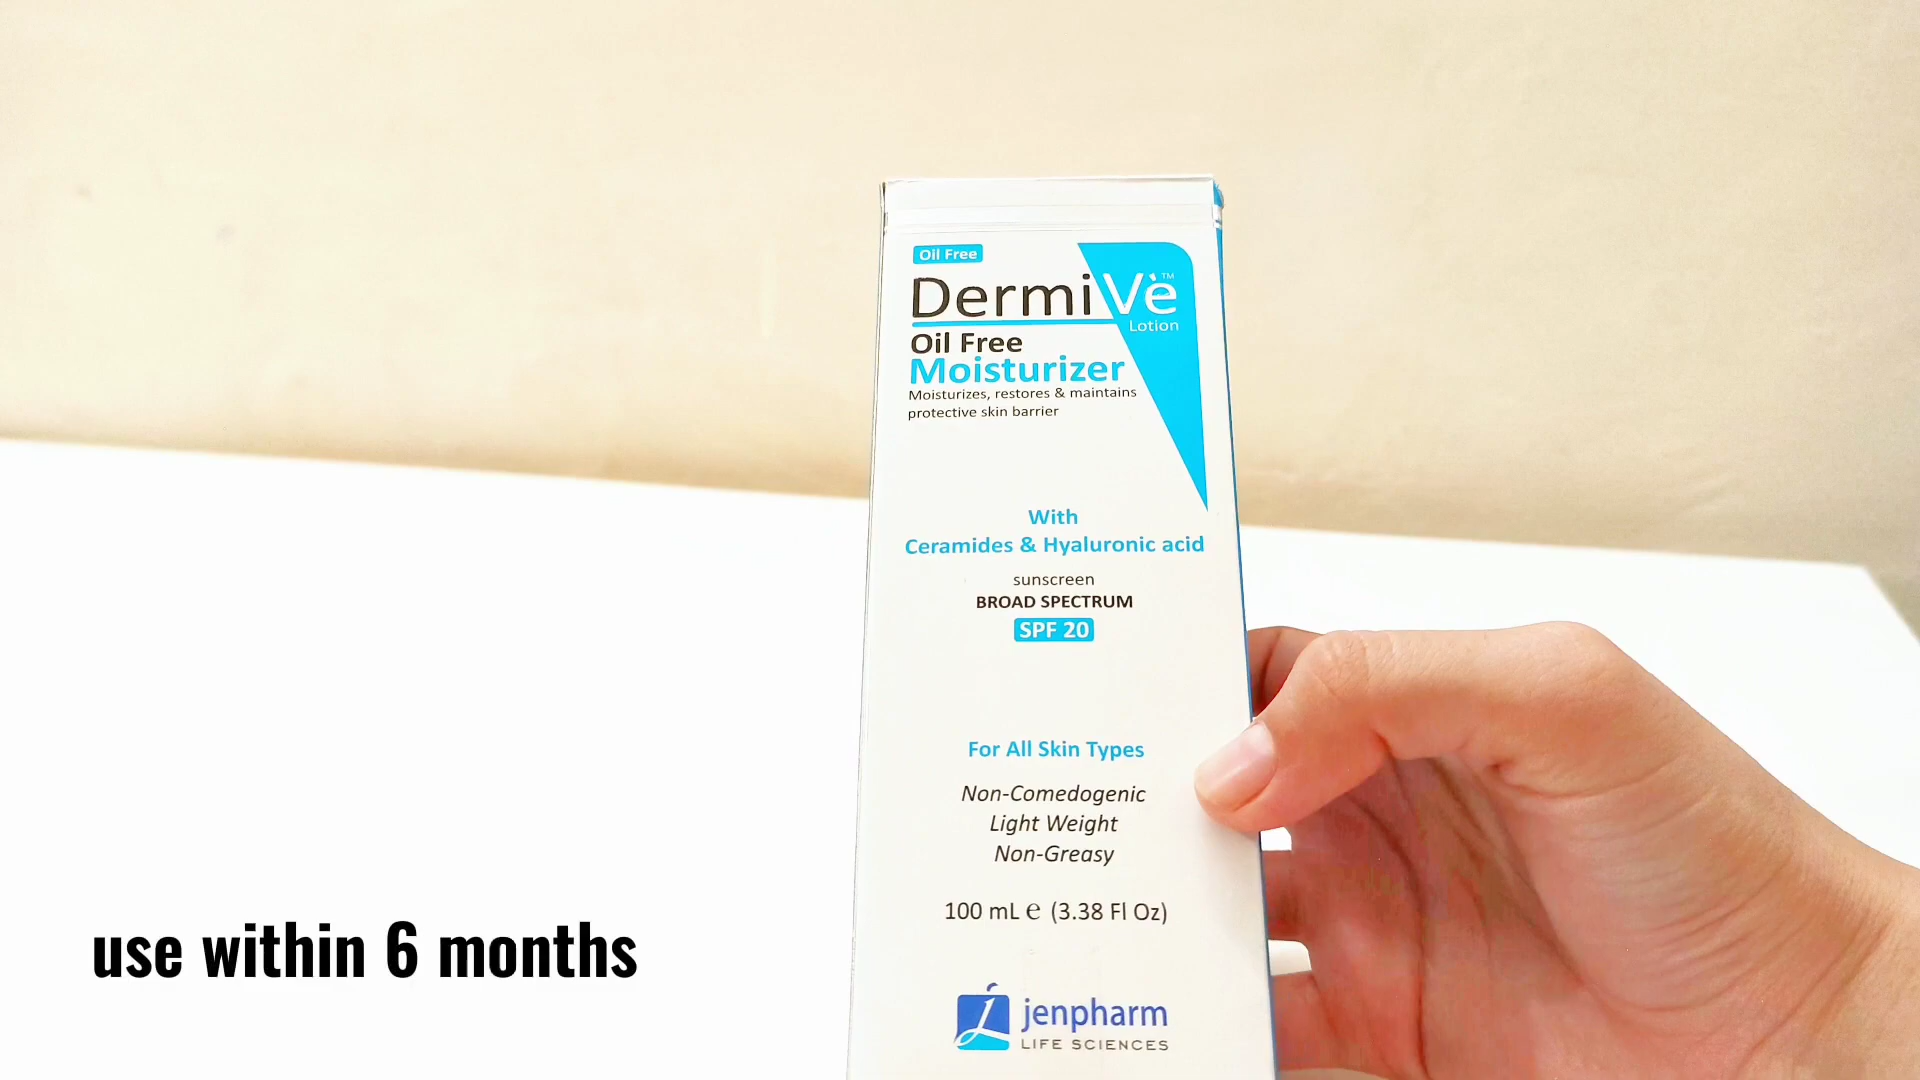 Oil Free
DermiVè™
Lotion
Oil Free
Moisturizer
Moisturizes, restores & maintains
protective skin barrier
With
Ceramides & Hyaluronic acid
sunscreen
BROAD SPECTRUM
SPF 20
For All Skin Types
Non-Comedogenic
Light Weight
Non-Greasy
100 mL ℮ (3.38 Fl Oz)
jenpharm
LIFE SCIENCES
use within 6 months